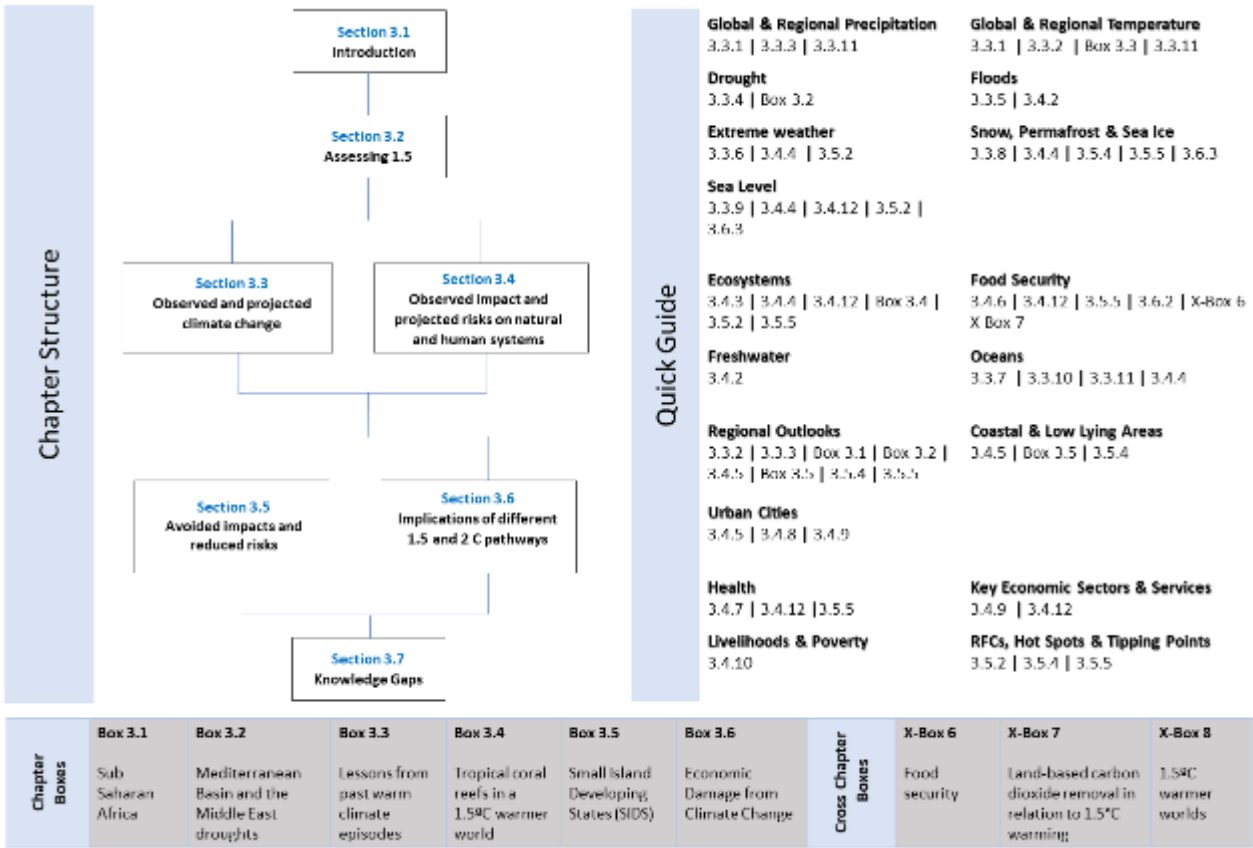 Chapter Structure
Section 3.1
Introduction
Section 3.2
Assessing 1.5
Section 3.3
Observed and projected
climate change
Section 3.4
Observed impact and
projected risks on natural
and human systems
Section 3.5
Avoided impacts and
reduced risks
Section 3.6
Implications of different
1.5 and 2 C pathways
Section 3.7
Knowledge Gaps
Quick Guide
Global & Regional Precipitation
3.3.1 | 3.3.3 | 3.3.11
Global & Regional Temperature
3.3.1 | 3.3.2 | Box 3.3 | 3.3.11
Drought
3.3.4 | Box 3.2
Floods
3.3.5 | 3.4.2
Extreme weather
3.3.6 | 3.4.4 | 3.5.2
Snow, Permafrost & Sea Ice
3.3.8 | 3.4.4 | 3.5.4 | 3.5.5 | 3.6.3
Sea Level
3.3.9 | 3.4.4 | 3.4.12 | 3.5.2 |
3.6.3
Ecosystems
3.4.3 | 3.4.4 | 3.4.12 | Box 3.4 |
3.5.2 | 3.5.5
Food Security
3.4.6 | 3.4.12 | 3.5.5 | 3.6.2 | X-Box 6
X Box 7
Freshwater
3.4.2
Oceans
3.3.7 | 3.3.10 | 3.3.11 | 3.4.4
Regional Outlooks
3.3.2 | 3.3.3 | Box 3.1 | Box 3.2 |
3.4.5 | Box 3.5 | 3.5.4 | 3.5.5
Coastal & Low Lying Areas
3.4.5 | Box 3.5 | 3.5.4
Urban Cities
3.4.5 | 3.4.8 | 3.4.9
Health
3.4.7 | 3.4.12 |3.5.5
Key Economic Sectors & Services
3.4.9 | 3.4.12
Livelihoods & Poverty
3.4.10
RFCs, Hot Spots & Tipping Points
3.5.2 | 3.5.4 | 3.5.5
Chapter
Boxes
Box 3.1
Sub
Saharan
Africa
Box 3.2
Mediterranean
Basin and the
Middle East
droughts
Box 3.3
Lessons from
past warm
climate
episodes
Box 3.4
Tropical coral
reefs in a
1.5ºC warmer
world
Box 3.5
Small Island
Developing
States (SIDS)
Box 3.6
Economic
Damage from
Climate Change
Cross Chapter
Boxes
X-Box 6
Food
security
X-Box 7
Land-based carbon
dioxide removal in
relation to 1.5°C
warming
X-Box 8
1.5ºC
warmer
worlds